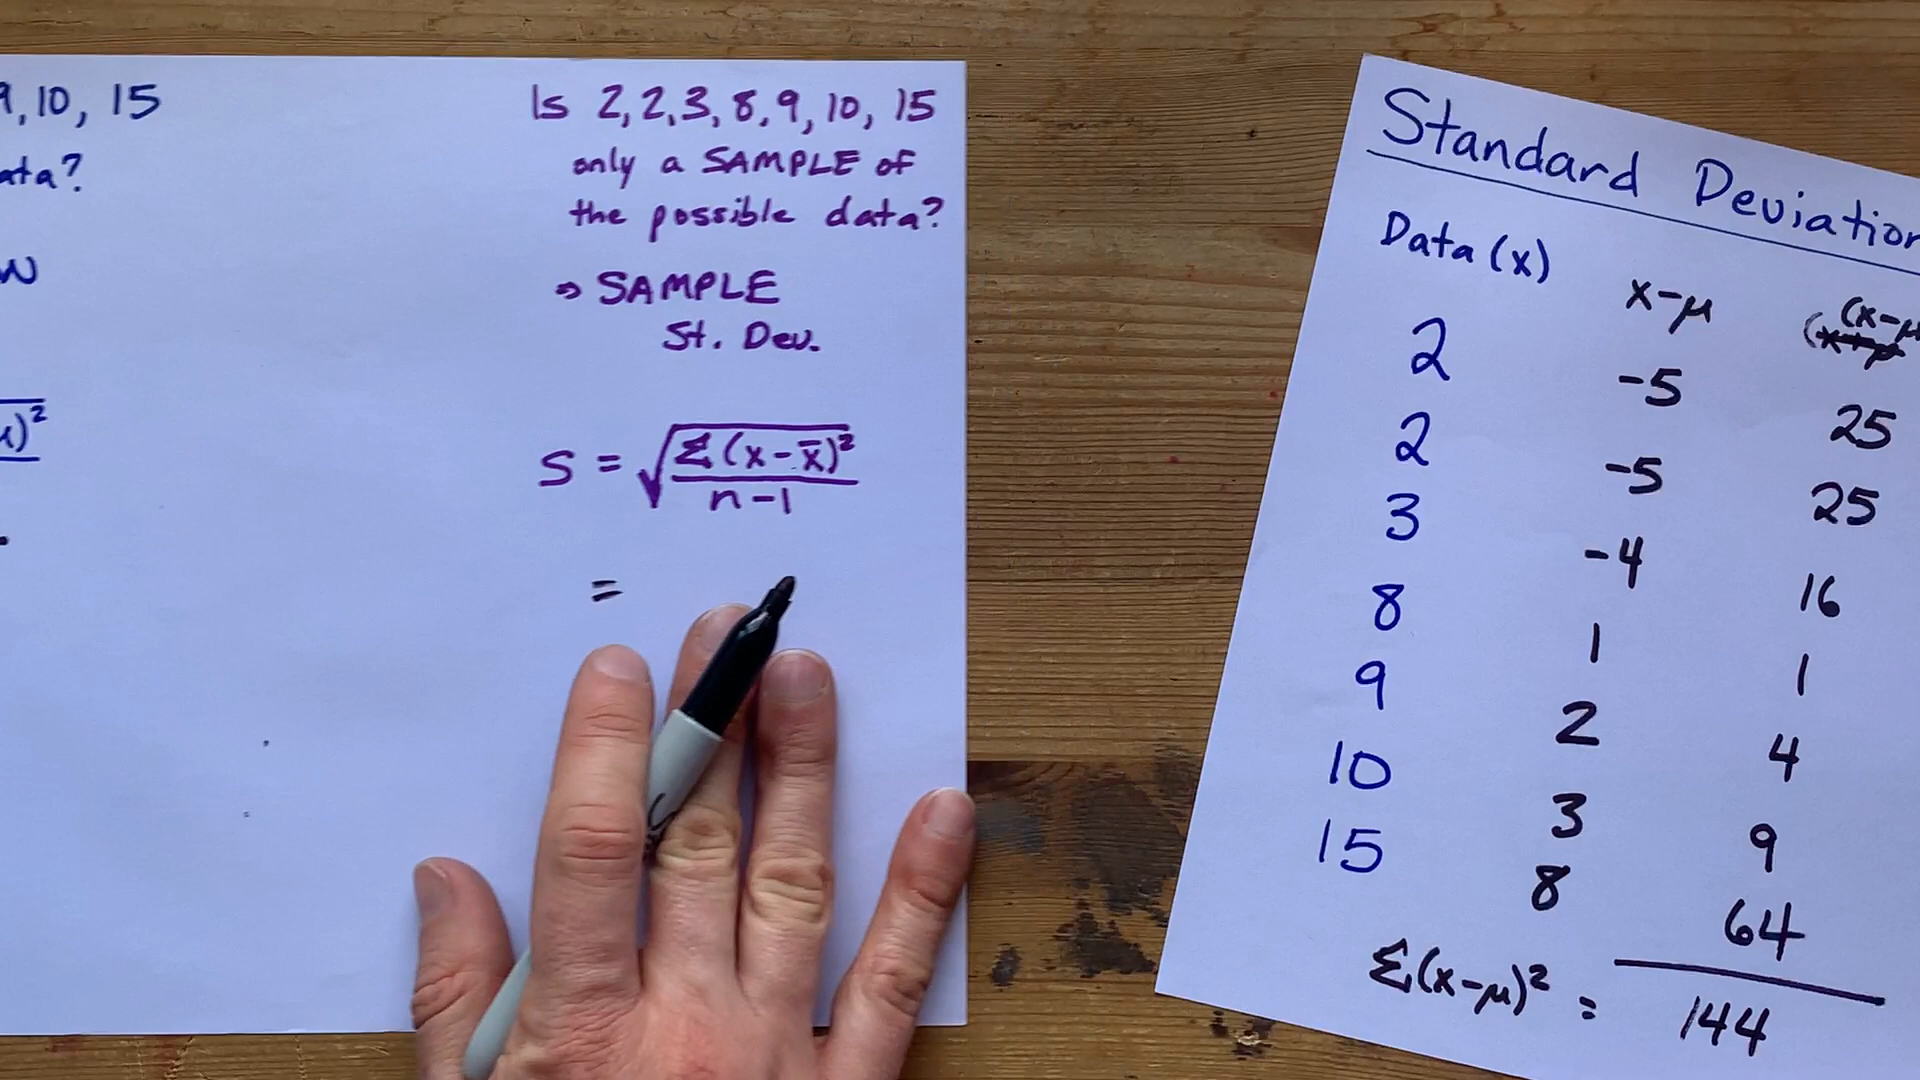 9, 10, 15
ata?
W
μ)²
Is 2, 2, 3, 8, 9, 10, 15
only a SAMPLE of
the possible data?
⇒ SAMPLE
St. Dev.
S = √Σ(x-x̄)²
n-1
=
Standard Deviation
Data (x) x-μ (x-μ
2 -5 25
2 -5 25
3 -4 16
8 1 1
9 2 4
10 3 9
15 8 64
Σ(x-μ)² = 144